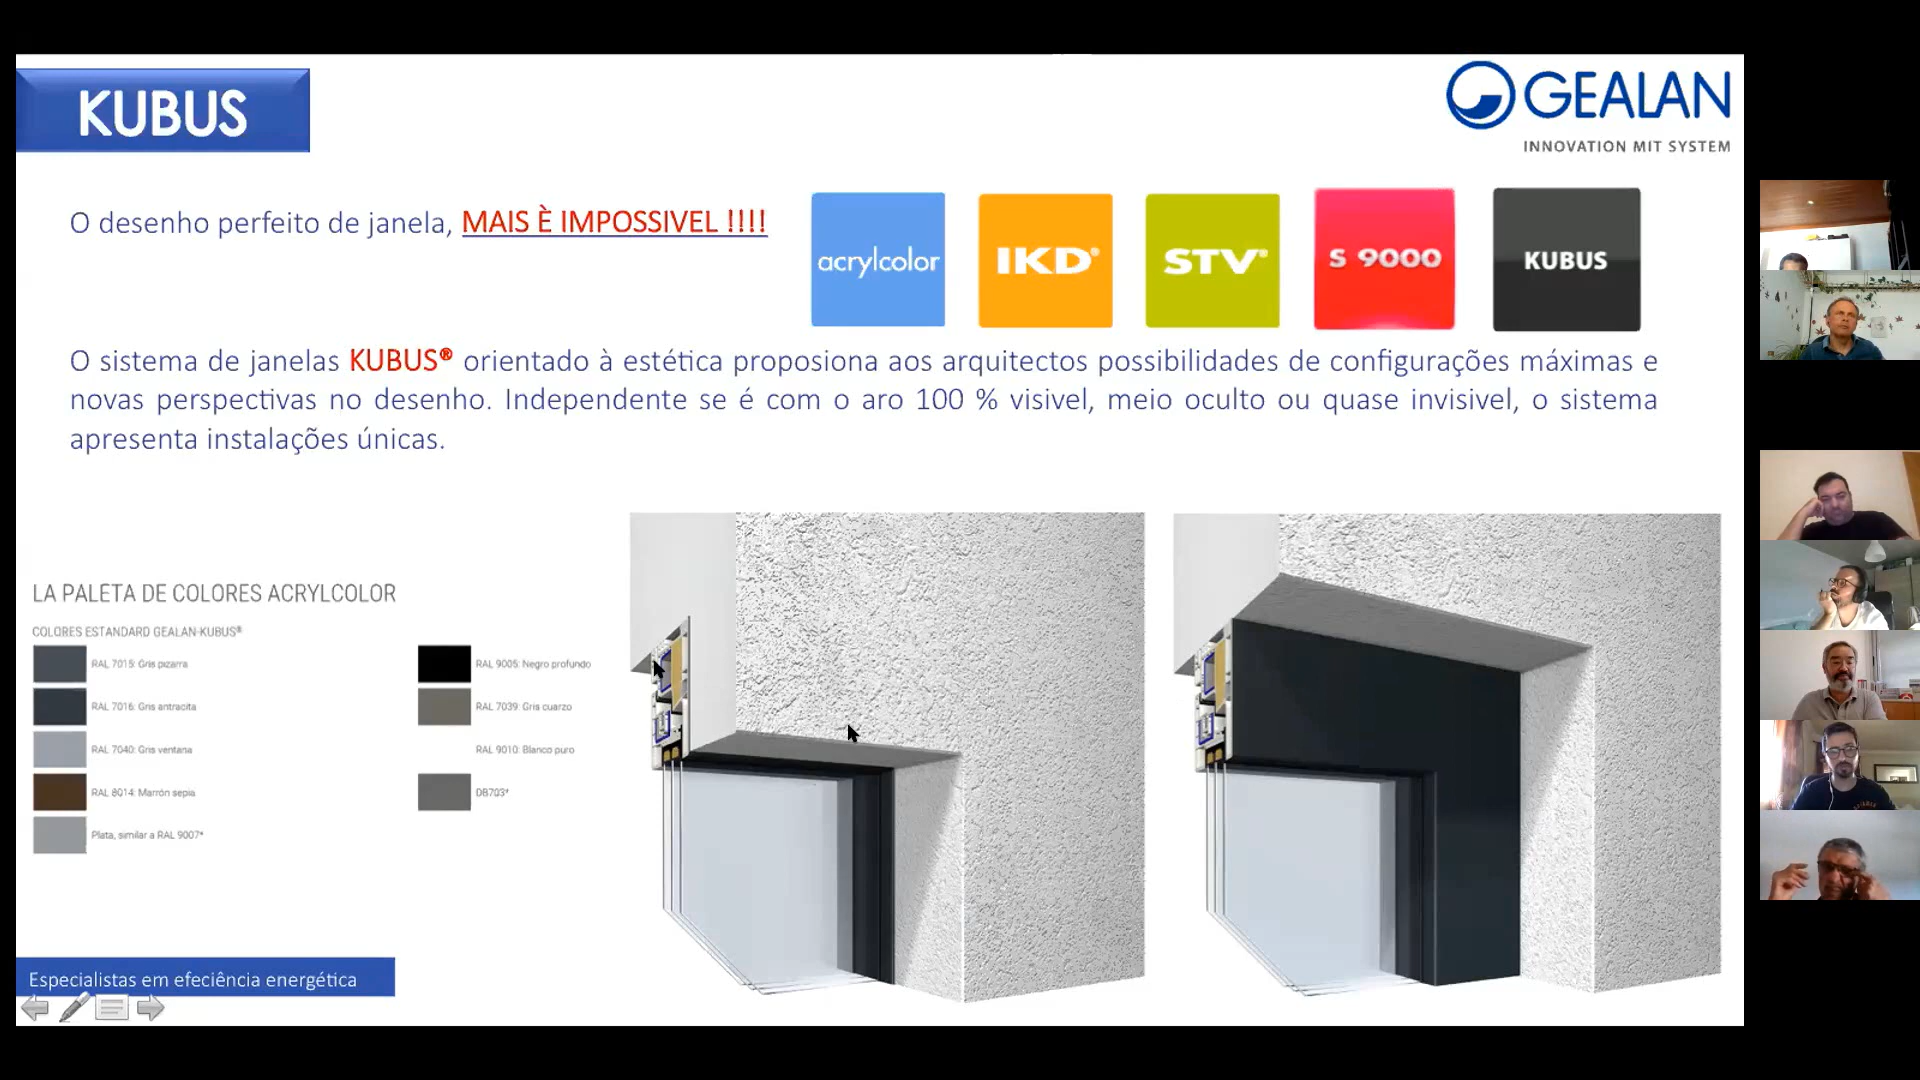 KUBUS
GEALAN
INNOVATION MIT SYSTEM
O desenho perfeito de janela, MAIS È IMPOSSIVEL !!!!
acrylcolor
IKD®
STV®
S 9000
KUBUS
O sistema de janelas KUBUS® orientado à estética proposiona aos arquitectos possibilidades de configurações máximas e
novas perspectivas no desenho. Independente se é com o aro 100 % visivel, meio oculto ou quase invisivel, o sistema
apresenta instalações únicas.
LA PALETA DE COLORES ACRYLCOLOR
COLORES ESTANDARD GEALAN-KUBUS®
RAL 7015: Gris pizarra
RAL 7016: Gris antracita
RAL 7040: Gris ventana
RAL 8014: Marrón sepia
Plata, similar a RAL 9007*
RAL 9005: Negro profundo
RAL 7039: Gris cuarzo
RAL 9010: Blanco puro
DB703*
Especialistas em efeciência energética